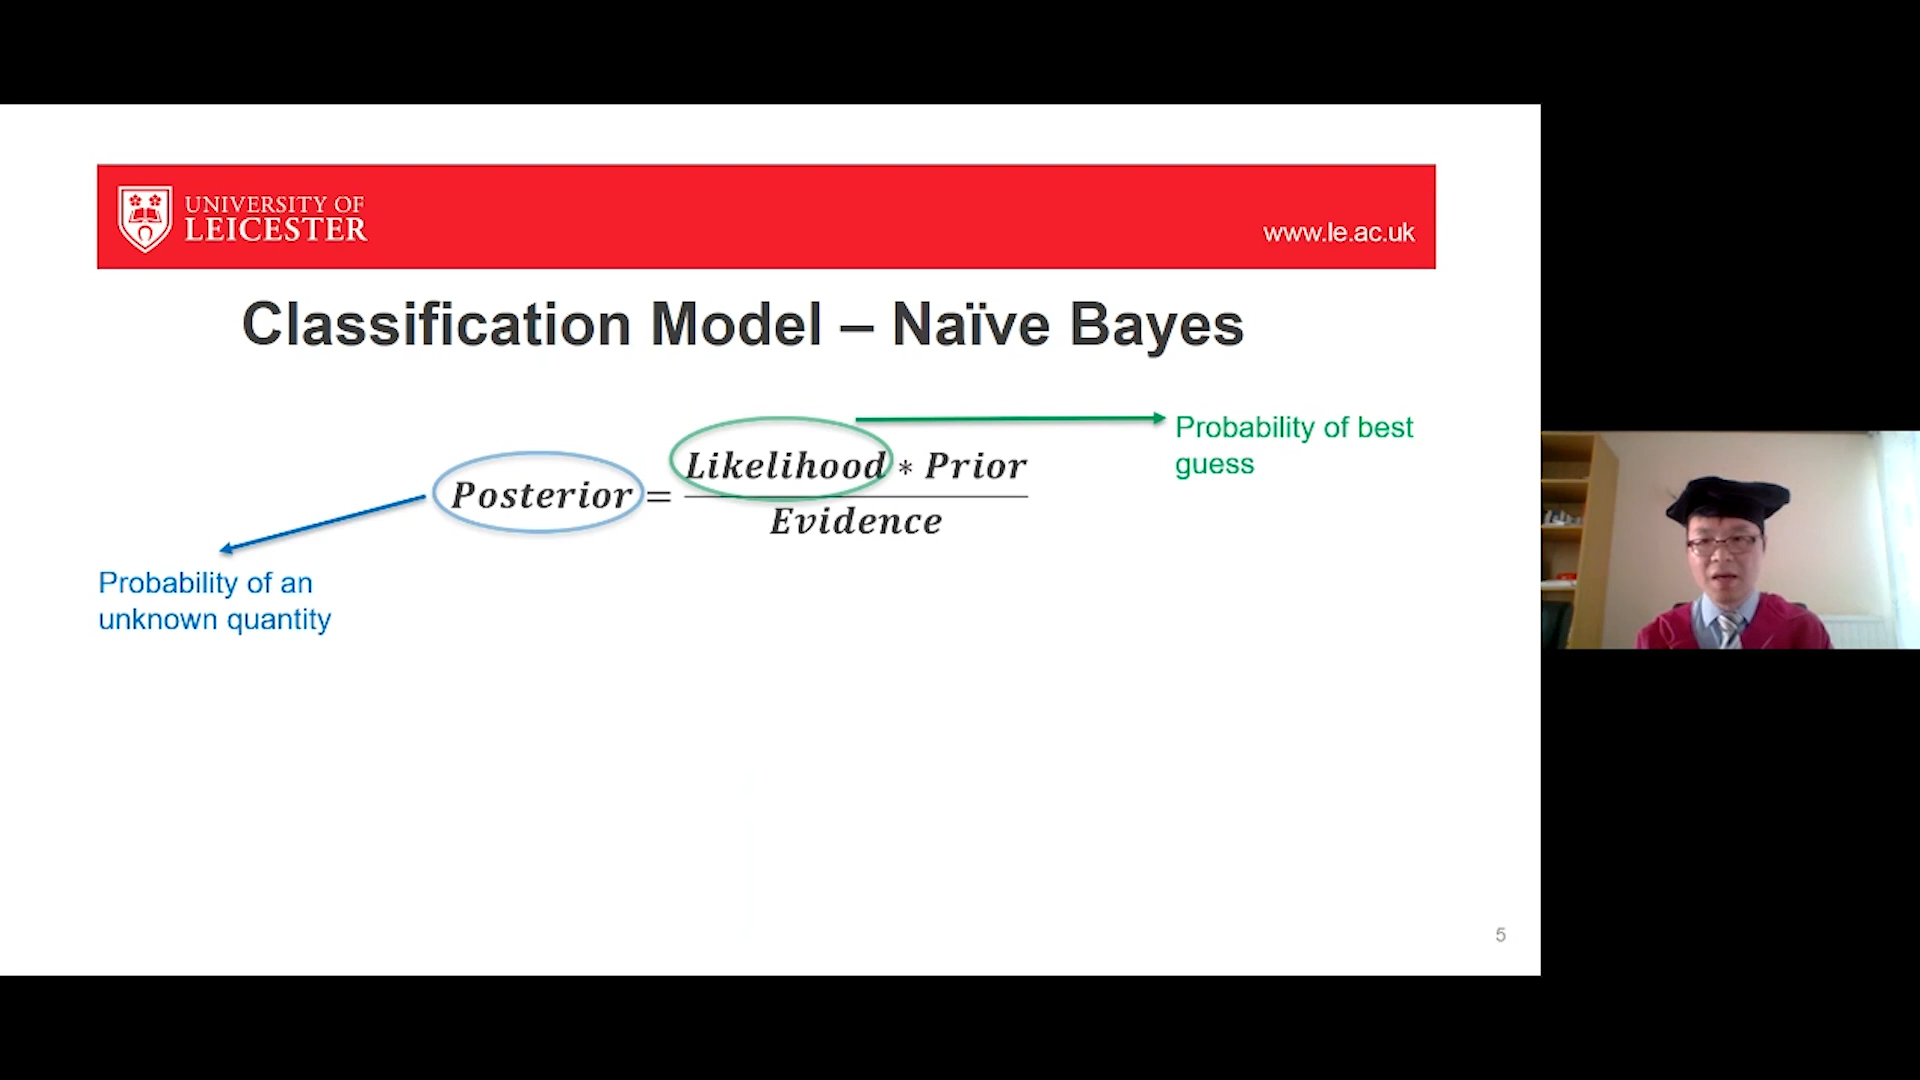 UNIVERSITY OF
LEICESTER
www.le.ac.uk
Classification Model – Naïve Bayes
Probability of best
guess
Likelihood * Prior
Posterior =
Evidence
Probability of an
unknown quantity
5